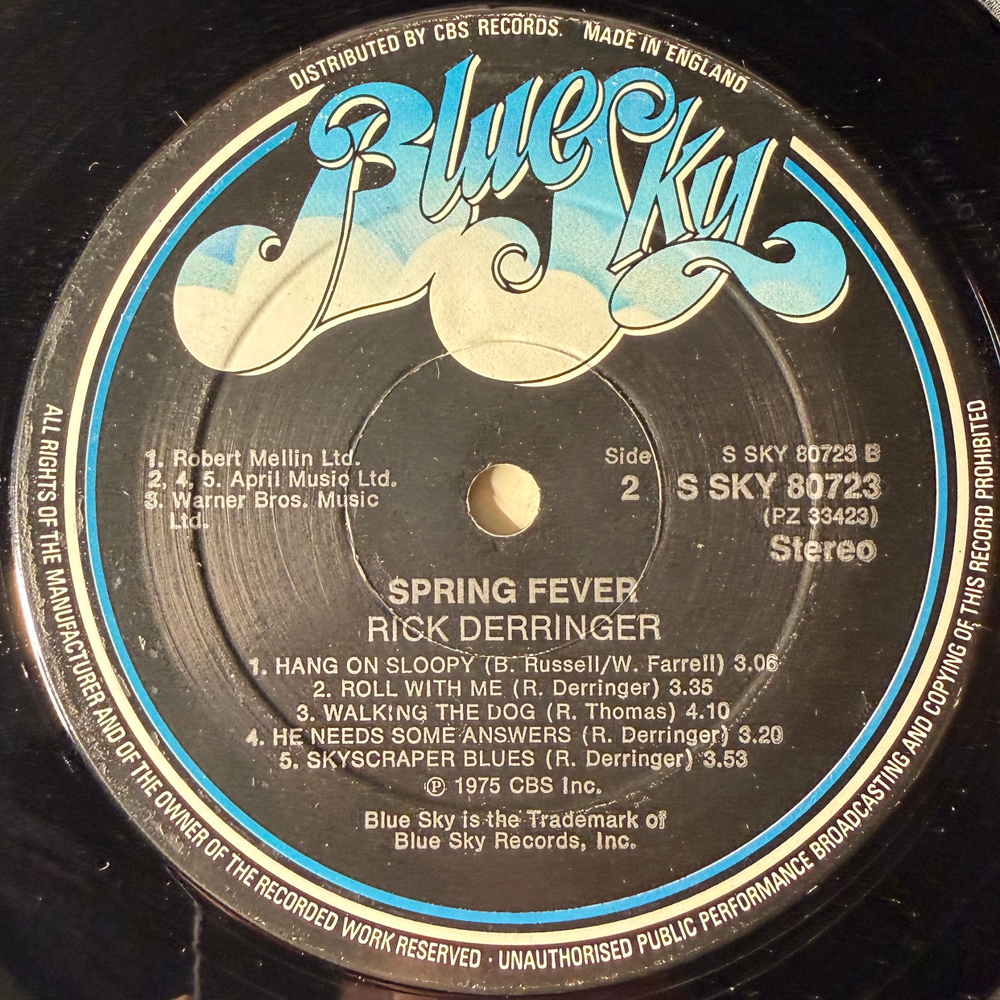 DISTRIBUTED BY CBS RECORDS. MADE IN ENGLAND
Blue Sky
1. Robert Mellin Ltd.
2, 4, 5. April Music Ltd.
3. Warner Bros. Music
Ltd.
Side
2
S SKY 80723 B
S SKY 80723
(PZ 33423)
Stereo
SPRING FEVER
RICK DERRINGER
1. HANG ON SLOOPY (B. Russell/W. Farrell) 3.06
2. ROLL WITH ME (R. Derringer) 3.35
3. WALKING THE DOG (R. Thomas) 4.10
4. HE NEEDS SOME ANSWERS (R. Derringer) 3.20
5. SKYSCRAPER BLUES (R. Derringer) 3.53
℗ 1975 CBS Inc.
Blue Sky is the Trademark of
Blue Sky Records, Inc.
ALL RIGHTS OF THE MANUFACTURER AND OF THE OWNER OF THE RECORDED WORK RESERVED · UNAUTHORISED PUBLIC PERFORMANCE BROADCASTING AND COPYING OF THIS RECORD PROHIBITED